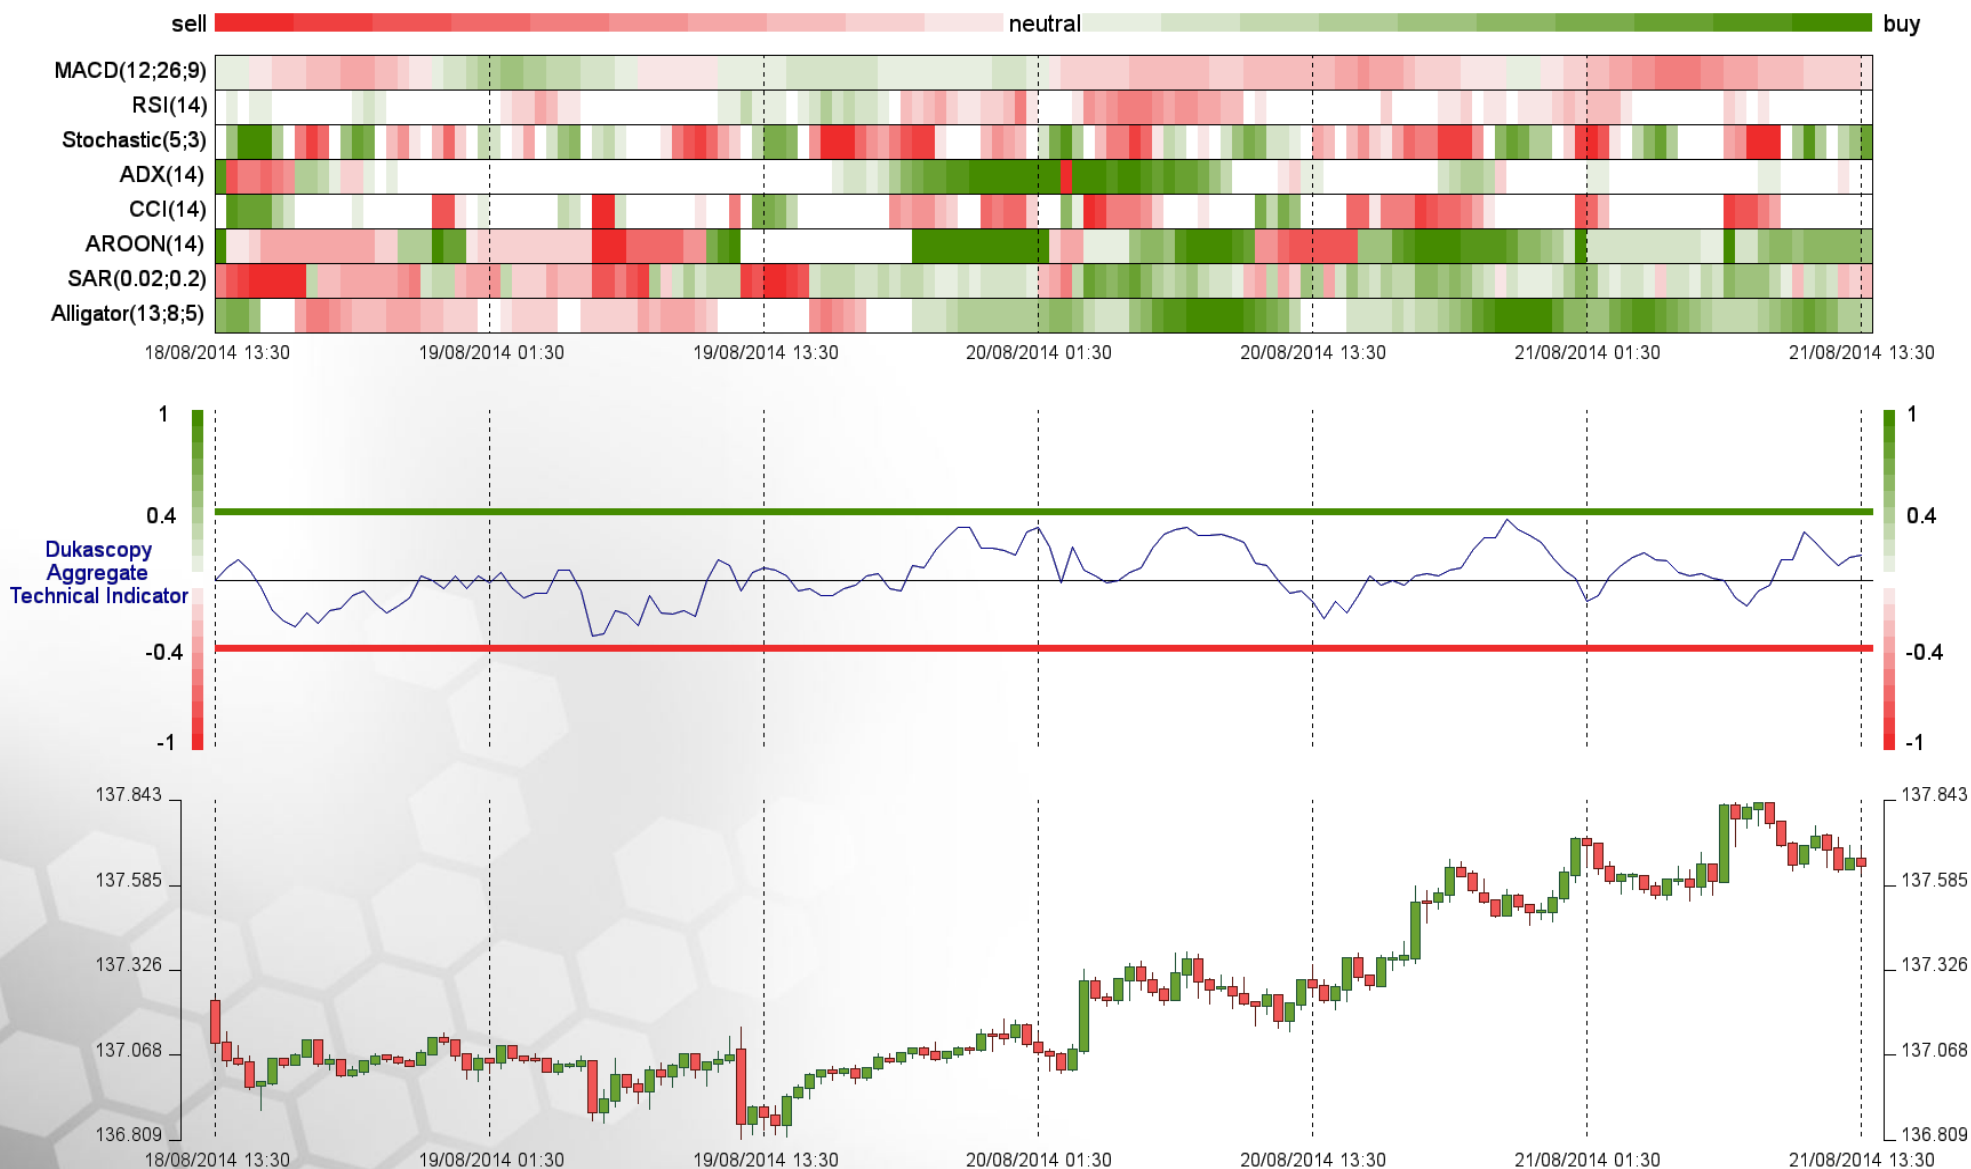 sell neutral buy
MACD(12;26;9)
RSI(14)
Stochastic(5;3)
ADX(14)
CCI(14)
AROON(14)
SAR(0.02;0.2)
Alligator(13;8;5)
18/08/2014 13:30 19/08/2014 01:30 19/08/2014 13:30 20/08/2014 01:30 20/08/2014 13:30 21/08/2014 01:30 21/08/2014 13:30
1 1
0.4 0.4
Dukascopy
Aggregate
Technical Indicator
-0.4 -0.4
-1 -1
137.843 137.843
137.585 137.585
137.326 137.326
137.068 137.068
136.809 136.809
18/08/2014 13:30 19/08/2014 01:30 19/08/2014 13:30 20/08/2014 01:30 20/08/2014 13:30 21/08/2014 01:30 21/08/2014 13:30